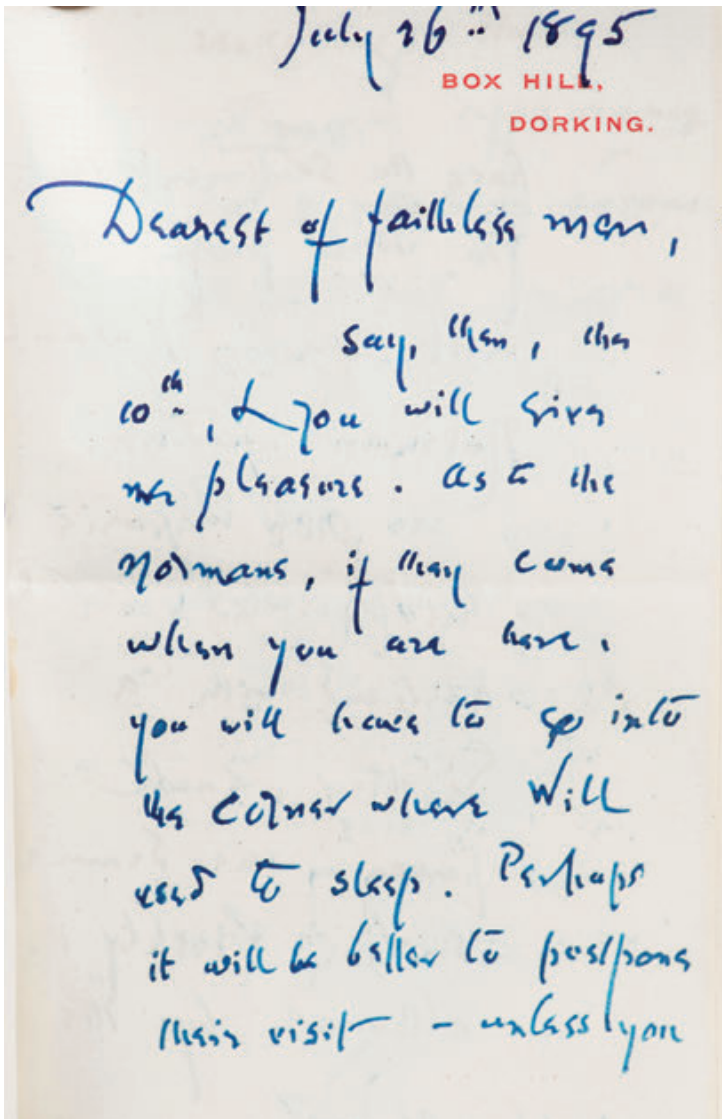 July 26th 1895
BOX HILL,
DORKING.
Dearest of faithless men,
Say, then, the
10th, & you will give
me pleasure. As to the
Normans, if they come
when you are here,
you will have to go into
the corner where Will
used to sleep. Perhaps
it will be better to postpone
their visit – unless you